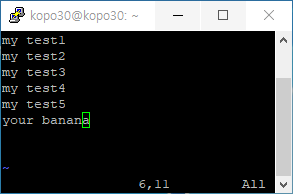 kopo30@kopo30: ~
my test1
my test2
my test3
my test4
my test5
your banana
~
6,11 All